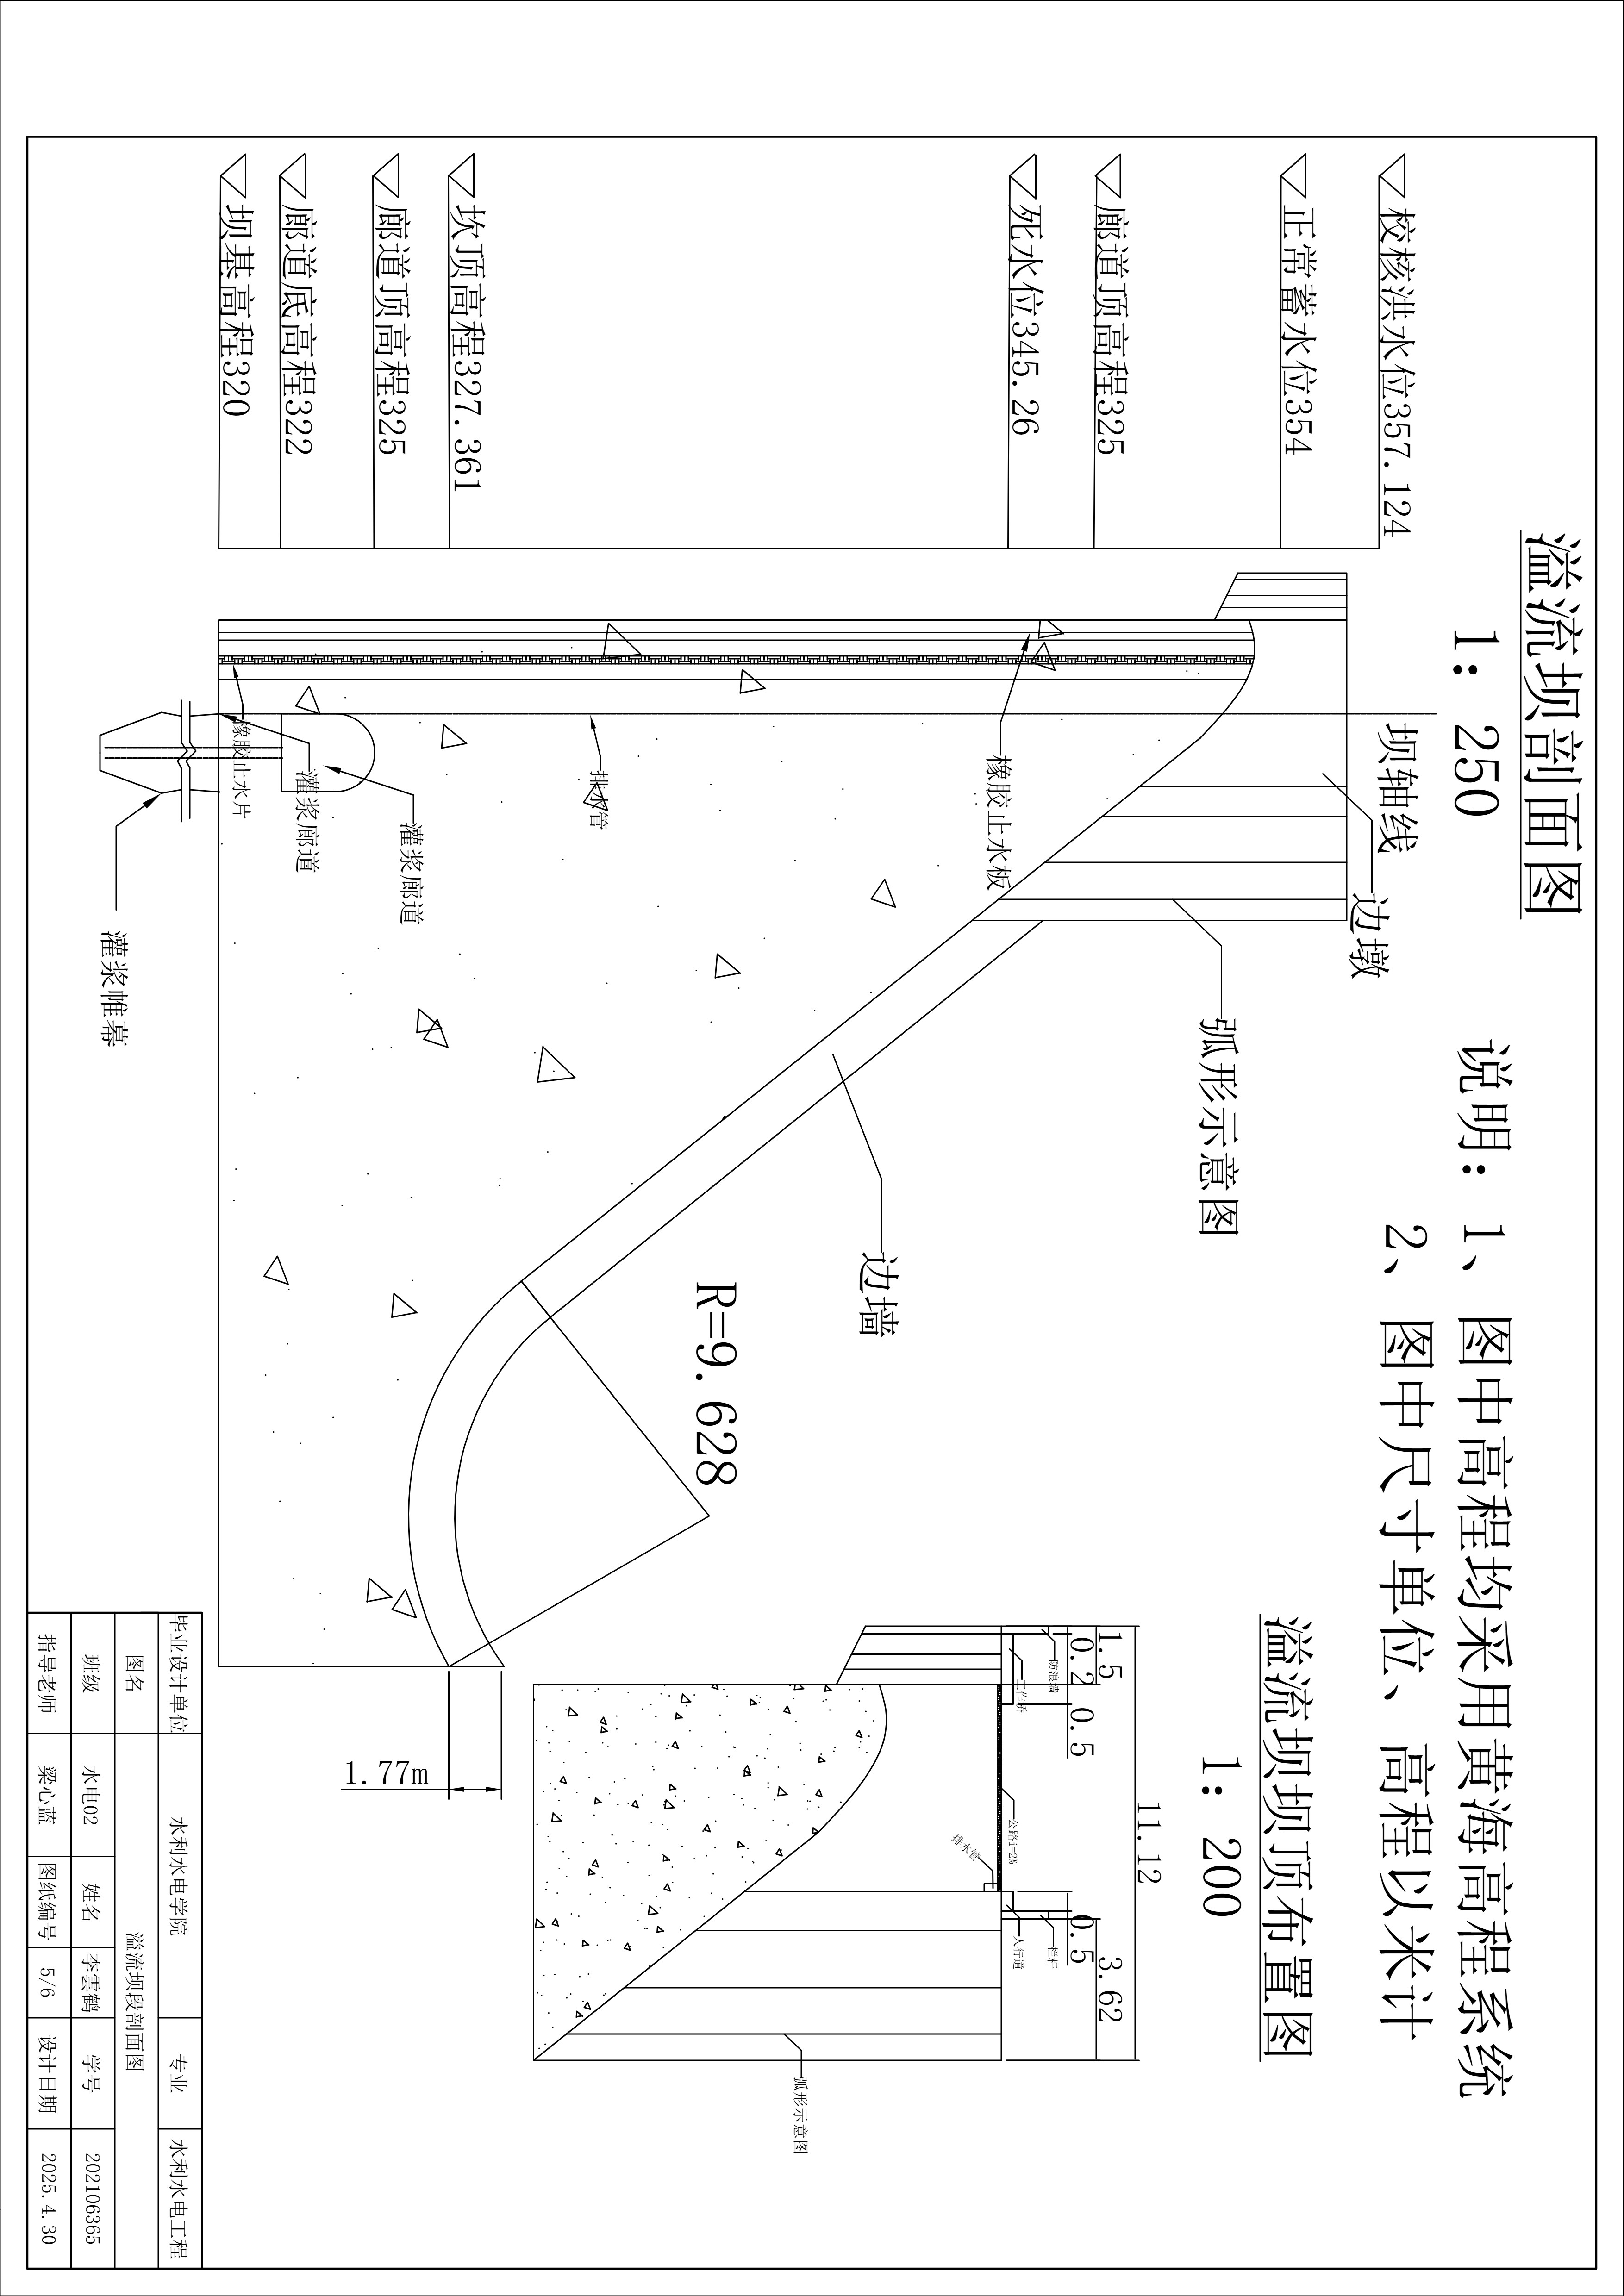 溢流坝剖面图
1: 250
说明: 1、 图中高程均采用黄海高程系统
2、 图中尺寸单位、高程以米计
校核洪水位357.124
正常蓄水位354
廊道顶高程325
死水位345.26
坎顶高程327.361
廊道顶高程325
廊道底高程322
坝基高程320
坝轴线
边墩
弧形示意图
橡胶止水板
排水管
边墙
灌浆廊道
灌浆廊道
橡胶止水片
灌浆帷幕
R=9.628
1.77m
溢流坝坝顶布置图
1: 200
11.12
1.5
3.62
0.2
0.5
0.5
防浪墙
工作桥
公路i=2%
排水管
栏杆
人行道
弧形示意图
毕业设计单位 水利水电学院 专业 水利水电工程
图名 溢流坝段剖面图
班级 水电02 姓名 李雲鹤 学号 202106365
指导老师 梁心蓝 图纸编号 5/6 设计日期 2025.4.30